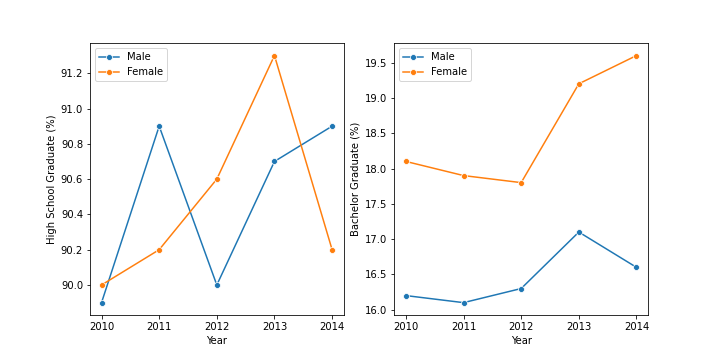 Male
Female
91.2
91.0
90.8
90.6
90.4
90.2
90.0
High School Graduate (%)
2010 2011 2012 2013 2014
Year
Male
Female
19.5
19.0
18.5
18.0
17.5
17.0
16.5
16.0
Bachelor Graduate (%)
2010 2011 2012 2013 2014
Year